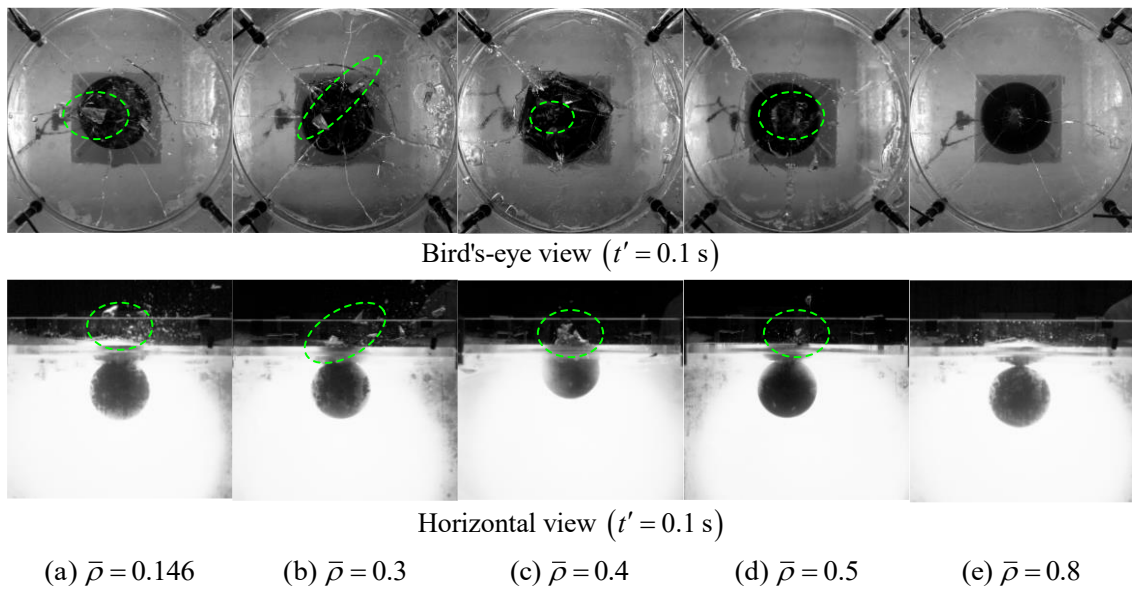 Bird's-eye view (t′ = 0.1 s)
Horizontal view (t′ = 0.1 s)
(a) ρ̄ = 0.146 (b) ρ̄ = 0.3 (c) ρ̄ = 0.4 (d) ρ̄ = 0.5 (e) ρ̄ = 0.8